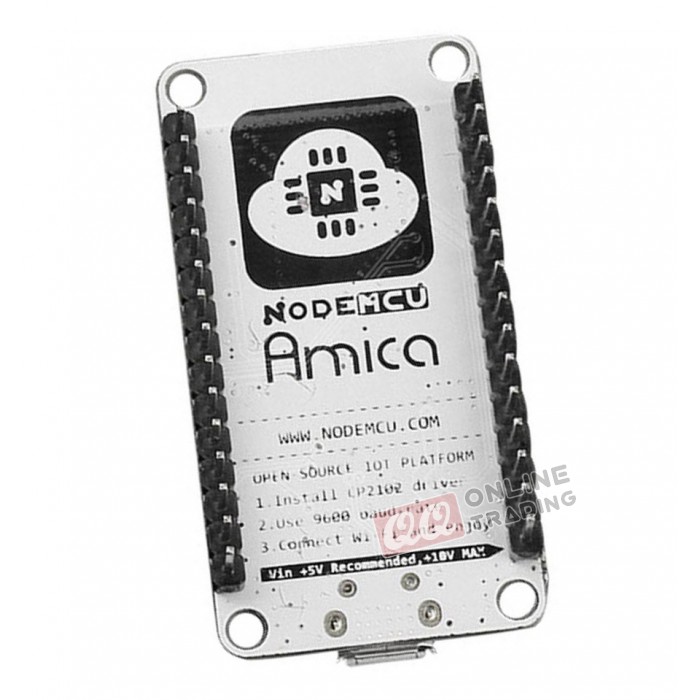 N
NODEMCU
Amica
WWW.NODEMCU.COM
OPEN-SOURCE IOT PLATFORM
1.Install CP2102 driver
2.Use 9600 baudrate
3.Connect WiFi and enjoy
Vin +5V Recommended,+10V MAX
QQ ONLINE
TRADING